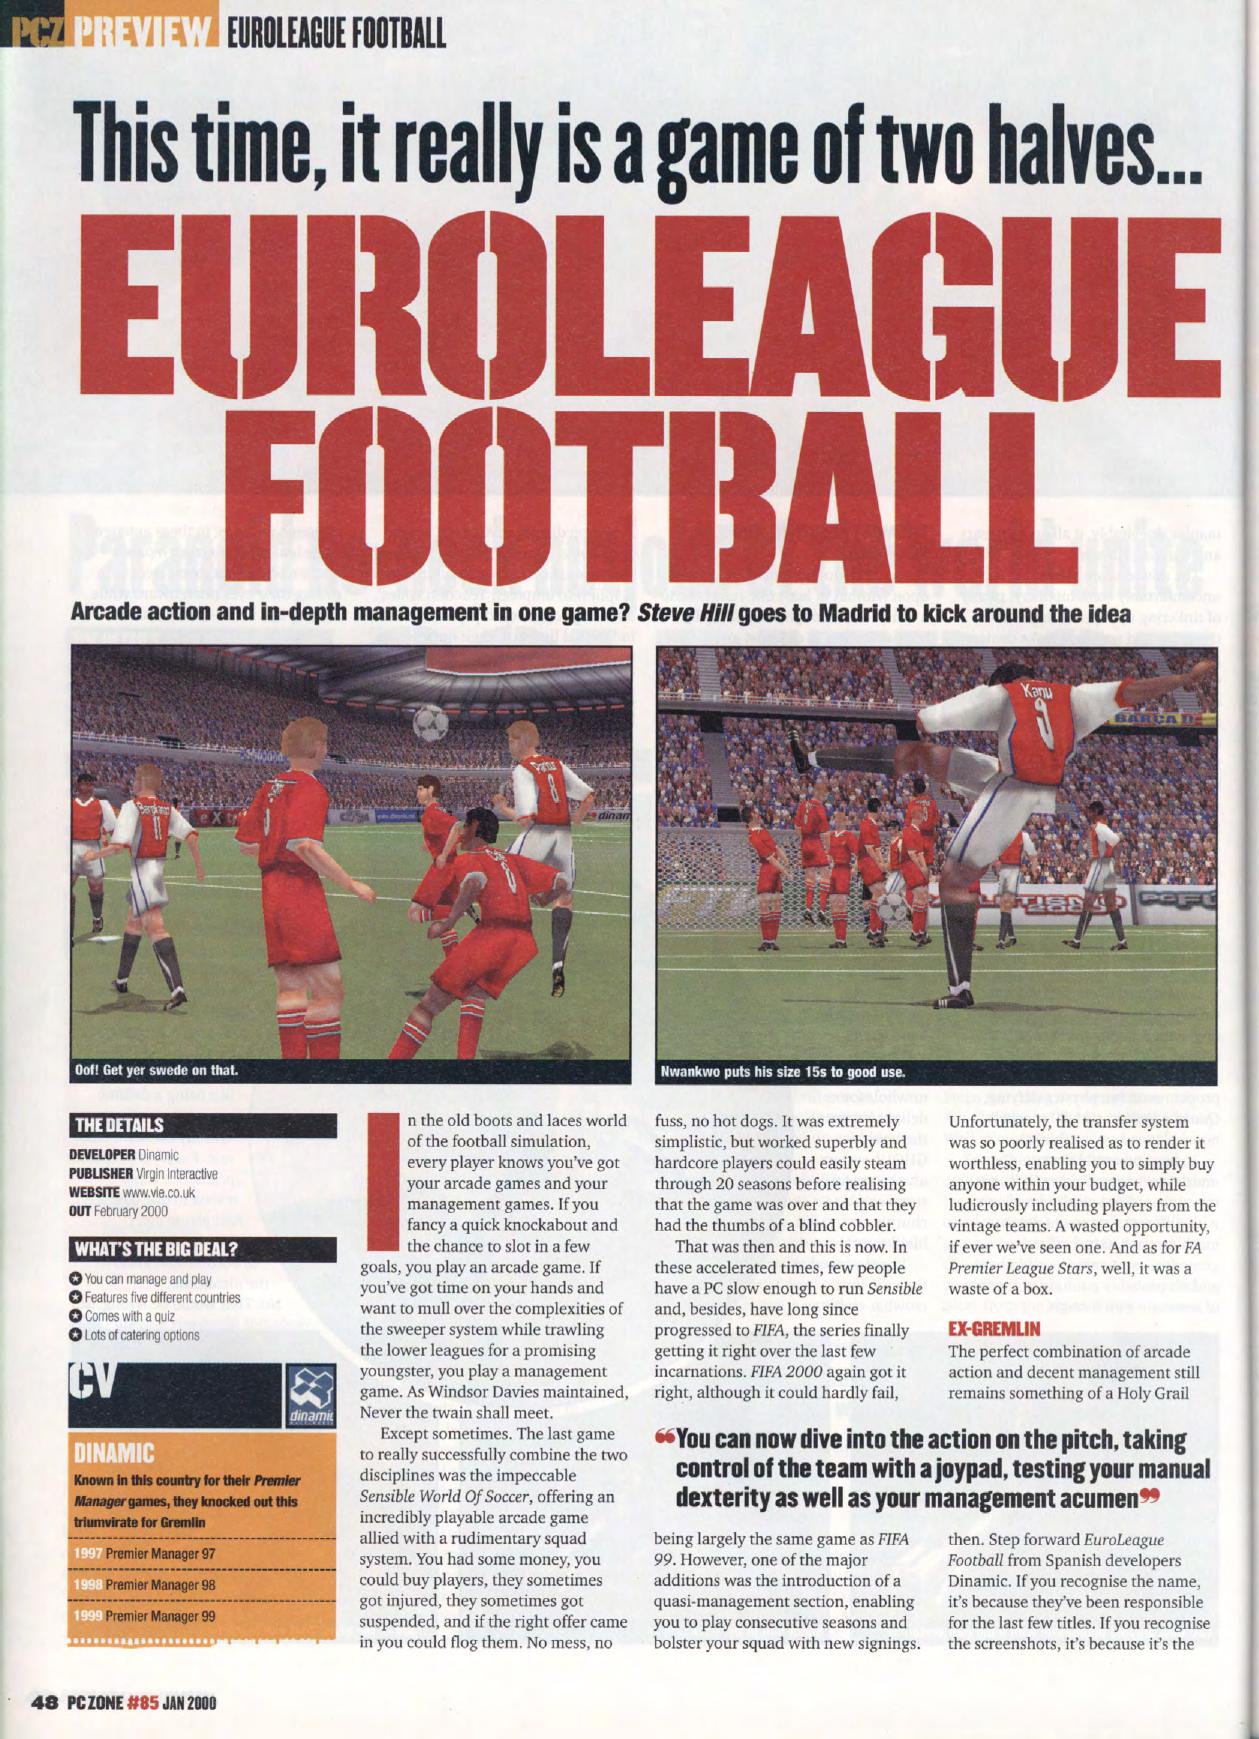 PCZ PREVIEW EUROLEAGUE FOOTBALL
This time, it really is a game of two halves...
EUROLEAGUE
FOOTBALL
Arcade action and in-depth management in one game? Steve Hill goes to Madrid to kick around the idea
Bergkamp
11
Parlour
8
dinam
Oof! Get yer swede on that.
Kanu
9
BARÇA D
Nwankwo puts his size 15s to good use.
THE DETAILS
DEVELOPER Dinamic
PUBLISHER Virgin Interactive
WEBSITE www.vie.co.uk
OUT February 2000
WHAT'S THE BIG DEAL?
You can manage and play
Features five different countries
Comes with a quiz
Lots of catering options
CV
dinamic
DINAMIC
Known in this country for their Premier
Manager games, they knocked out this
triumvirate for Gremlin
1997 Premier Manager 97
1998 Premier Manager 98
1999 Premier Manager 99
In the old boots and laces world
of the football simulation,
every player knows you've got
your arcade games and your
management games. If you
fancy a quick knockabout and
the chance to slot in a few
goals, you play an arcade game. If
you've got time on your hands and
want to mull over the complexities of
the sweeper system while trawling
the lower leagues for a promising
youngster, you play a management
game. As Windsor Davies maintained,
Never the twain shall meet.
Except sometimes. The last game
to really successfully combine the two
disciplines was the impeccable
Sensible World Of Soccer, offering an
incredibly playable arcade game
allied with a rudimentary squad
system. You had some money, you
could buy players, they sometimes
got injured, they sometimes got
suspended, and if the right offer came
in you could flog them. No mess, no
fuss, no hot dogs. It was extremely
simplistic, but worked superbly and
hardcore players could easily steam
through 20 seasons before realising
that the game was over and that they
had the thumbs of a blind cobbler.
That was then and this is now. In
these accelerated times, few people
have a PC slow enough to run Sensible
and, besides, have long since
progressed to FIFA, the series finally
getting it right over the last few
incarnations. FIFA 2000 again got it
right, although it could hardly fail,
being largely the same game as FIFA
99. However, one of the major
additions was the introduction of a
quasi-management section, enabling
you to play consecutive seasons and
bolster your squad with new signings.
Unfortunately, the transfer system
was so poorly realised as to render it
worthless, enabling you to simply buy
anyone within your budget, while
ludicrously including players from the
vintage teams. A wasted opportunity,
if ever we've seen one. And as for FA
Premier League Stars, well, it was a
waste of a box.
EX-GREMLIN
The perfect combination of arcade
action and decent management still
remains something of a Holy Grail
“You can now dive into the action on the pitch, taking
control of the team with a joypad, testing your manual
dexterity as well as your management acumen”
then. Step forward EuroLeague
Football from Spanish developers
Dinamic. If you recognise the name,
it's because they've been responsible
for the last few titles. If you recognise
the screenshots, it's because it's the
48 PC ZONE #85 JAN 2000